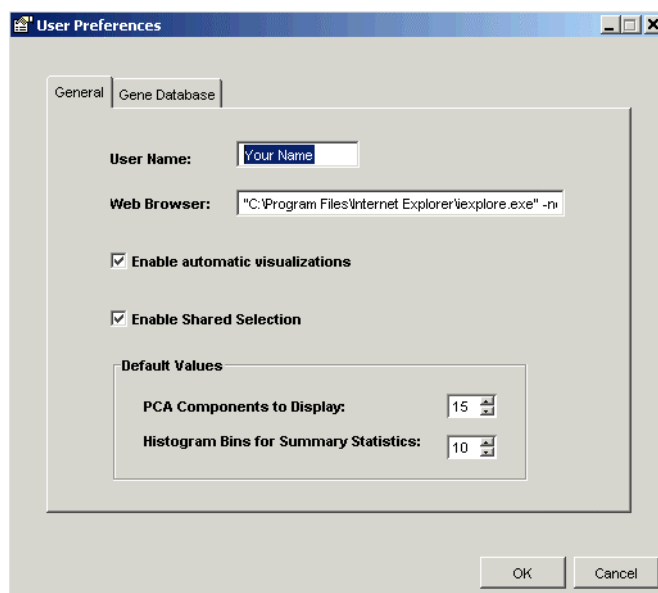 User Preferences
General
Gene Database
User Name:
Your Name
Web Browser:
"C:\Program Files\Internet Explorer\iexplore.exe" -n
Enable automatic visualizations
Enable Shared Selection
Default Values
PCA Components to Display:
15
Histogram Bins for Summary Statistics:
10
OK
Cancel